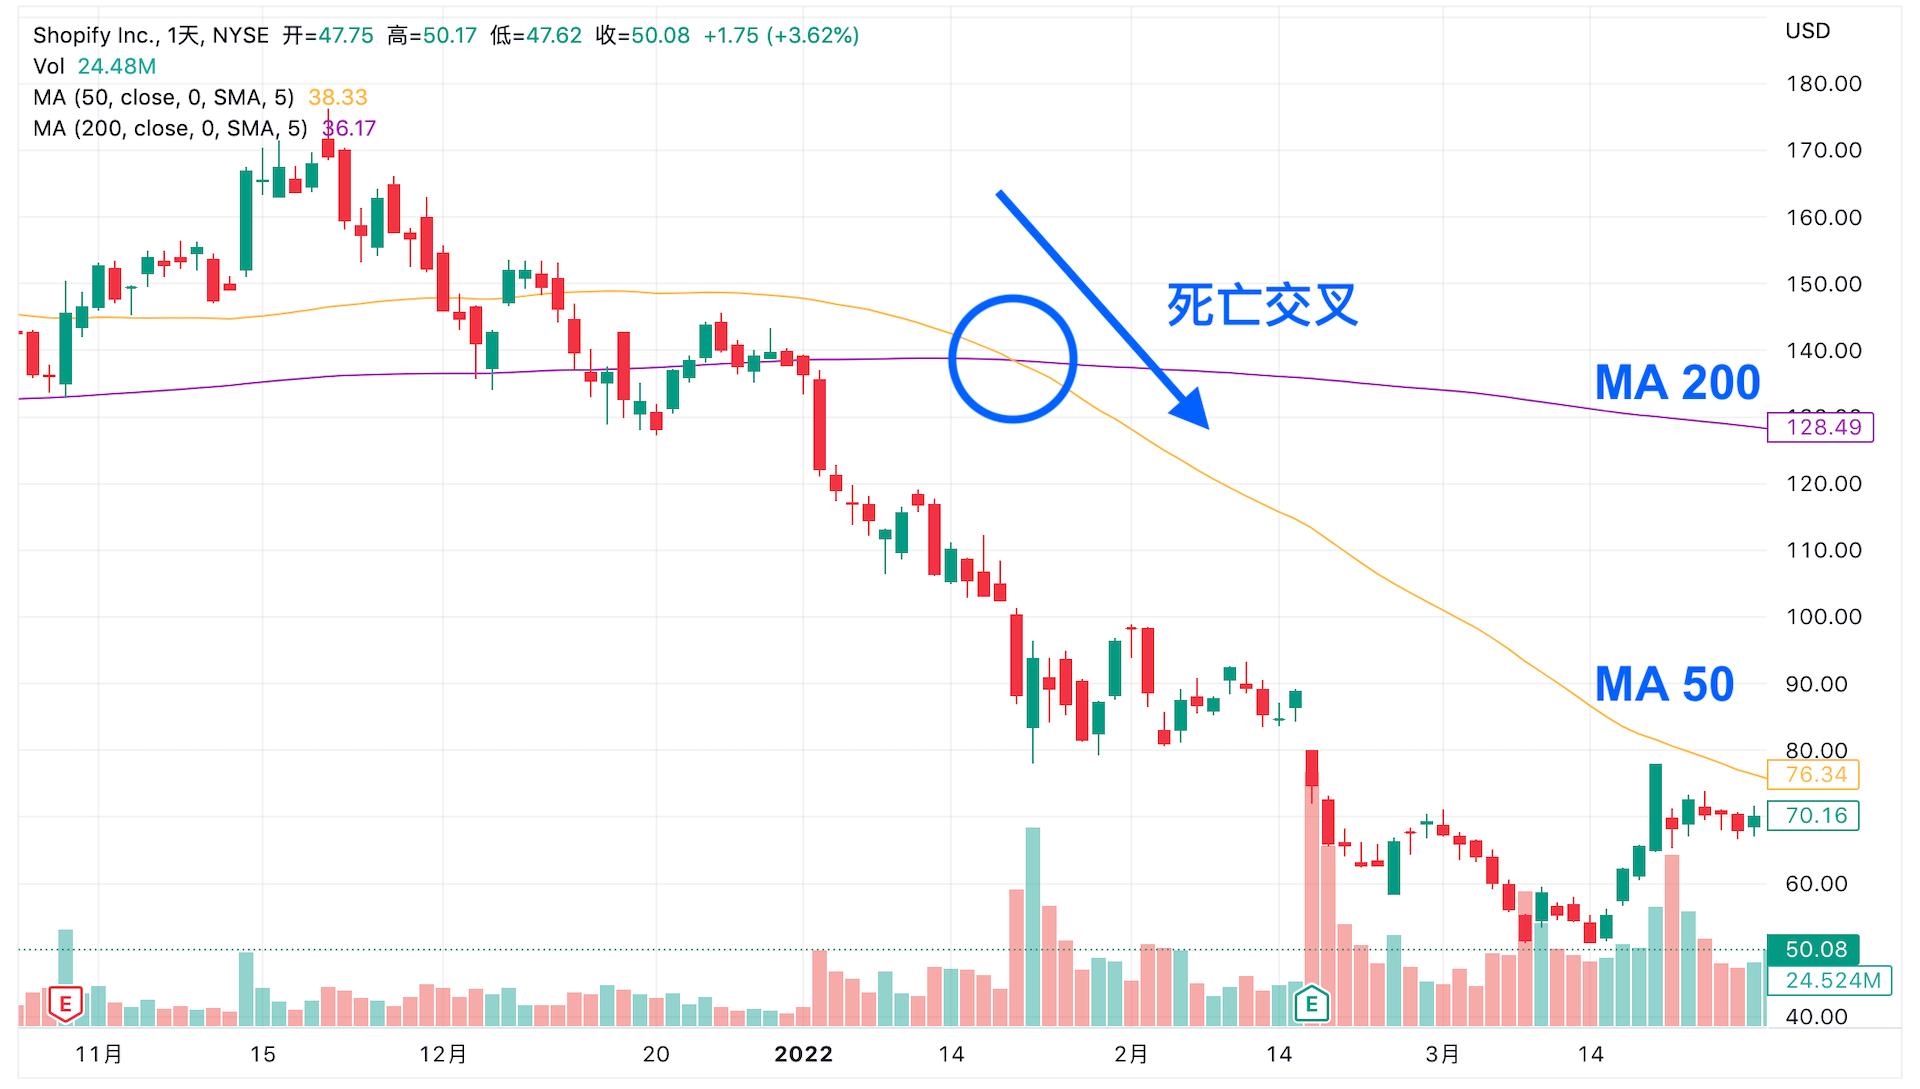 Shopify Inc., 1天, NYSE 开=47.75 高=50.17 低=47.62 收=50.08 +1.75 (+3.62%)
Vol 24.48M
MA (50, close, 0, SMA, 5) 38.33
MA (200, close, 0, SMA, 5) 36.17
USD
180.00
170.00
160.00
150.00
死亡交叉
140.00
MA 200
130.00
128.49
120.00
110.00
100.00
MA 50
90.00
80.00
76.34
70.16
60.00
50.08
24.524M
E
E
40.00
11月 15 12月 20 2022 14 2月 14 3月 14